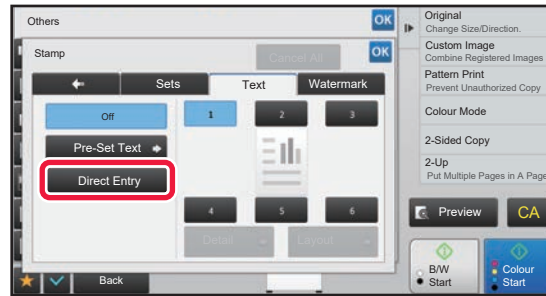 Others
OK
Stamp
Cancel All
OK
Sets
Text
Watermark
Off
1
2
3
Pre-Set Text
Direct Entry
4
5
6
Detail
Layout
Back
Original
Change Size/Direction.
Custom Image
Combine Registered Images.
Pattern Print
Prevent Unauthorized Copy
Colour Mode
2-Sided Copy
2-Up
Put Multiple Pages in A Page
Preview
CA
B/W
Start
Colour
Start